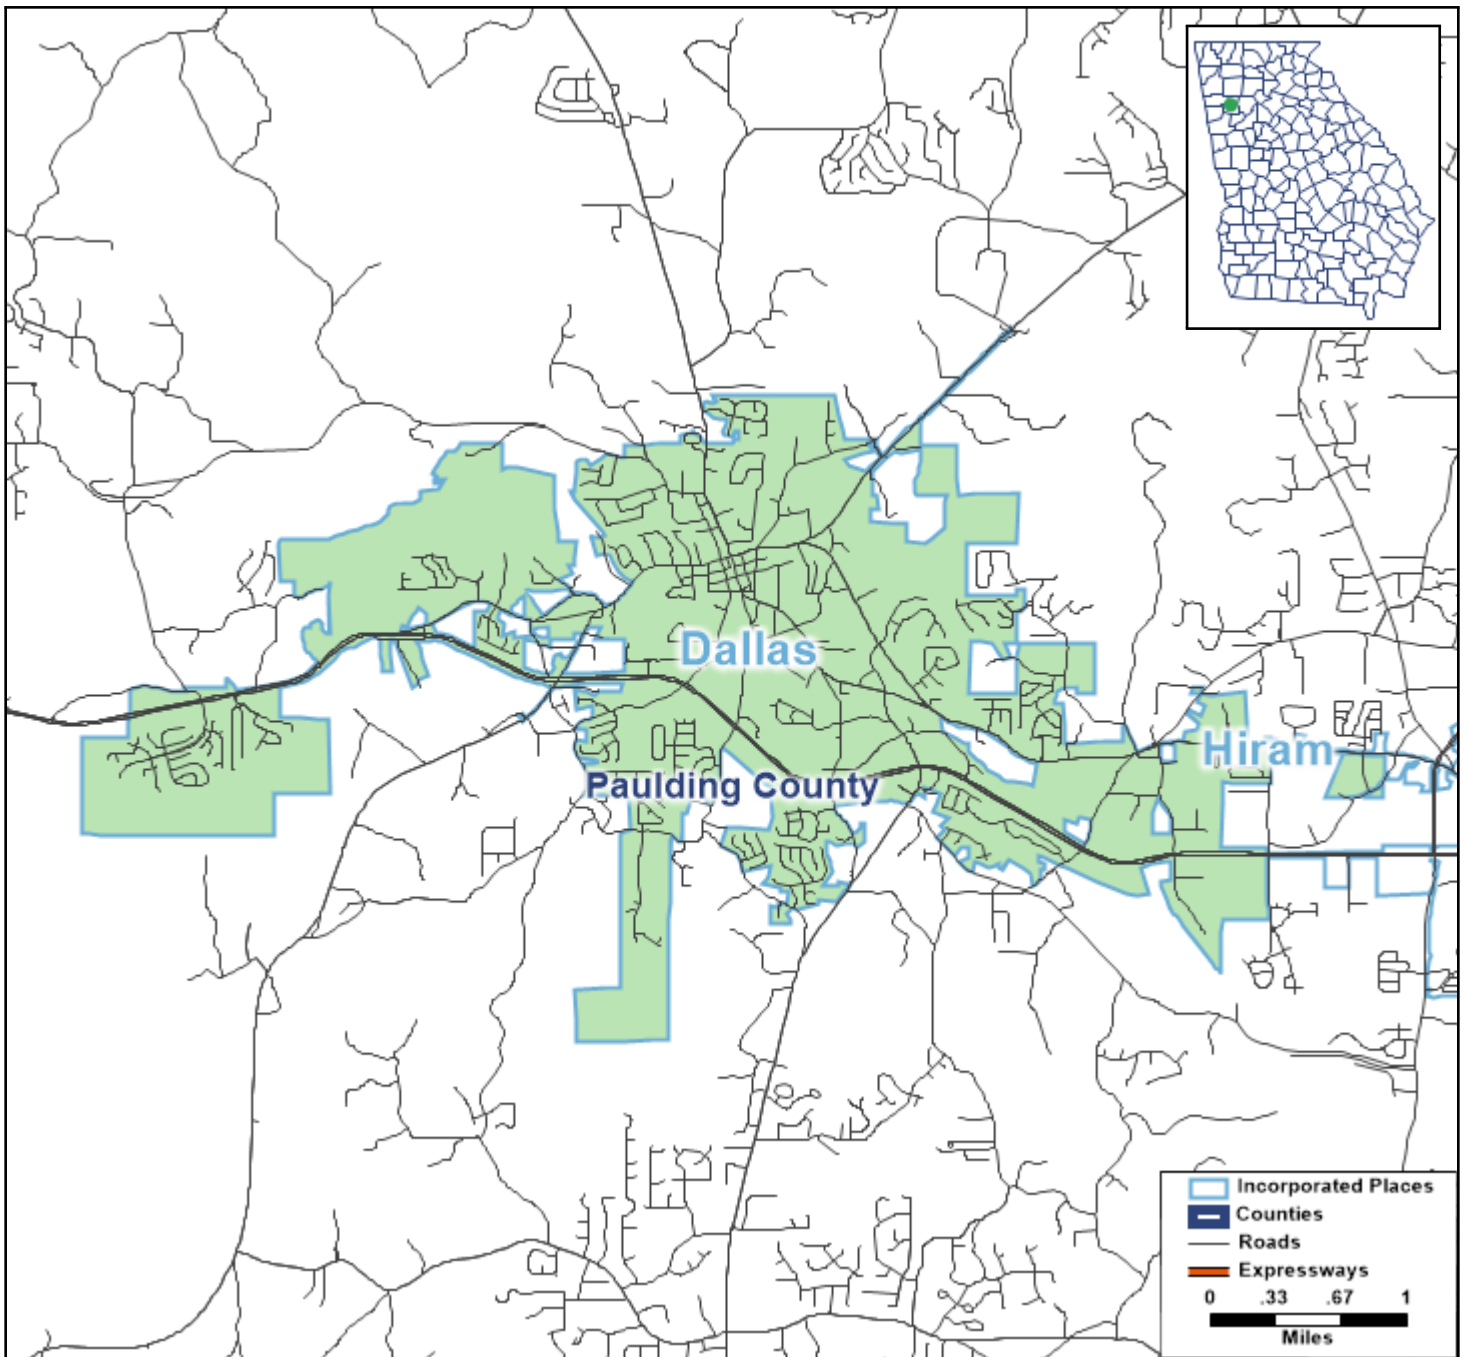 Dallas
Hiram
Paulding County
Incorporated Places
Counties
Roads
Expressways
0 .33 .67 1
Miles